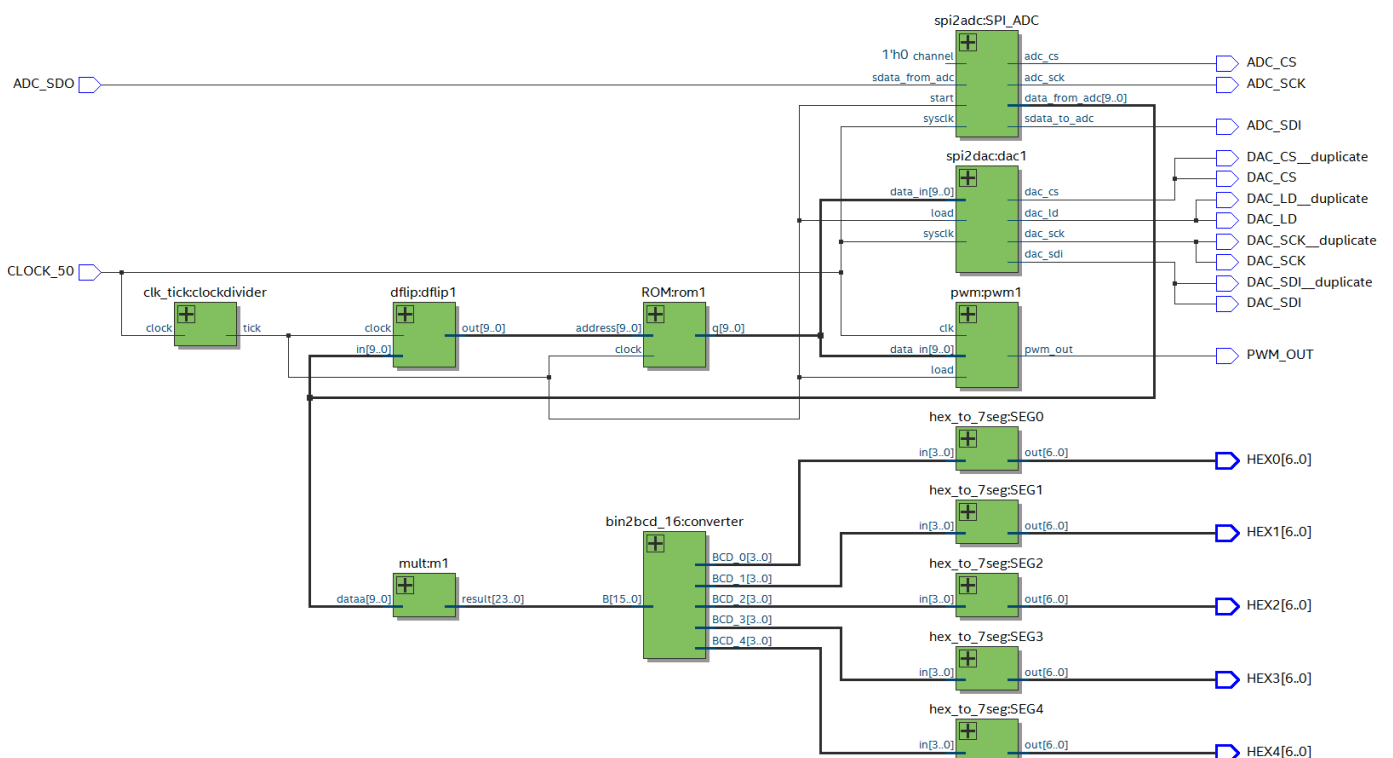 spi2adc:SPI_ADC
1'h0 channel
adc_cs
ADC_CS
ADC_SDO
sdata_from_adc
adc_sck
ADC_SCK
start
data_from_adc[9..0]
sysclk
sdata_to_adc
ADC_SDI
spi2dac:dac1
DAC_CS__duplicate
data_in[9..0]
dac_cs
DAC_CS
DAC_LD__duplicate
load
dac_ld
DAC_LD
sysclk
dac_sck
DAC_SCK__duplicate
dac_sdi
DAC_SCK
CLOCK_50
DAC_SDI__duplicate
clk_tick:clockdivider
dflip:dflip1
ROM:rom1
pwm:pwm1
DAC_SDI
clock
tick
clock
out[9..0]
address[9..0]
q[9..0]
clk
in[9..0]
clock
data_in[9..0]
pwm_out
PWM_OUT
load
hex_to_7seg:SEG0
in[3..0]
out[6..0]
HEX0[6..0]
hex_to_7seg:SEG1
bin2bcd_16:converter
in[3..0]
out[6..0]
HEX1[6..0]
BCD_0[3..0]
mult:m1
hex_to_7seg:SEG2
BCD_1[3..0]
dataa[9..0]
result[23..0]
B[15..0]
BCD_2[3..0]
in[3..0]
out[6..0]
HEX2[6..0]
BCD_3[3..0]
hex_to_7seg:SEG3
BCD_4[3..0]
in[3..0]
out[6..0]
HEX3[6..0]
hex_to_7seg:SEG4
in[3..0]
out[6..0]
HEX4[6..0]